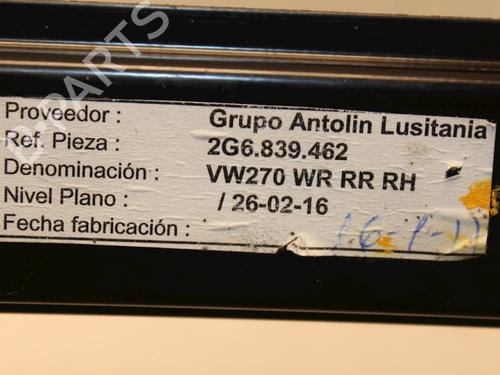 B-PARTS
Proveedor : Grupo Antolin Lusitania
Ref. Pieza : 2G6.839.462
Denominación : VW270 WR RR RH
Nivel Plano : / 26-02-16
Fecha fabricación :